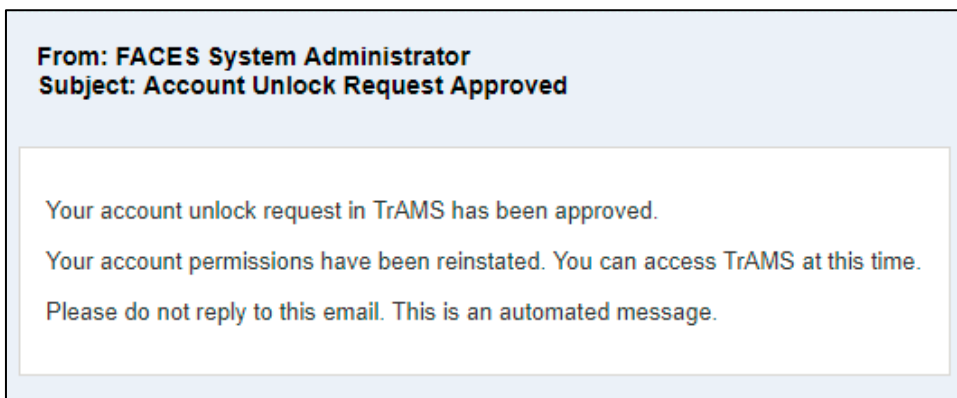 From: FACES System Administrator
Subject: Account Unlock Request Approved
Your account unlock request in TrAMS has been approved.
Your account permissions have been reinstated. You can access TrAMS at this time.
Please do not reply to this email. This is an automated message.